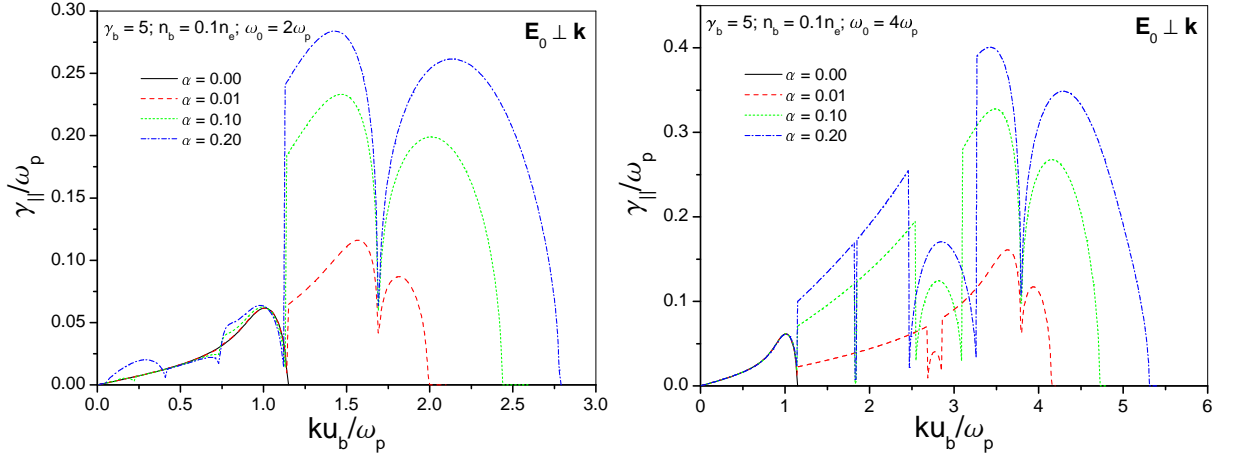 γb = 5; nb = 0.1ne; ω0 = 2ωp
E0 ⊥ k
α = 0.00
α = 0.01
α = 0.10
α = 0.20
0.30
0.25
0.20
0.15
0.10
0.05
0.00
γ||/ωp
0.0 0.5 1.0 1.5 2.0 2.5 3.0
kub/ωp
γb = 5; nb = 0.1ne; ω0 = 4ωp
E0 ⊥ k
α = 0.00
α = 0.01
α = 0.10
α = 0.20
0.4
0.3
0.2
0.1
0.0
γ||/ωp
0 1 2 3 4 5 6
kub/ωp